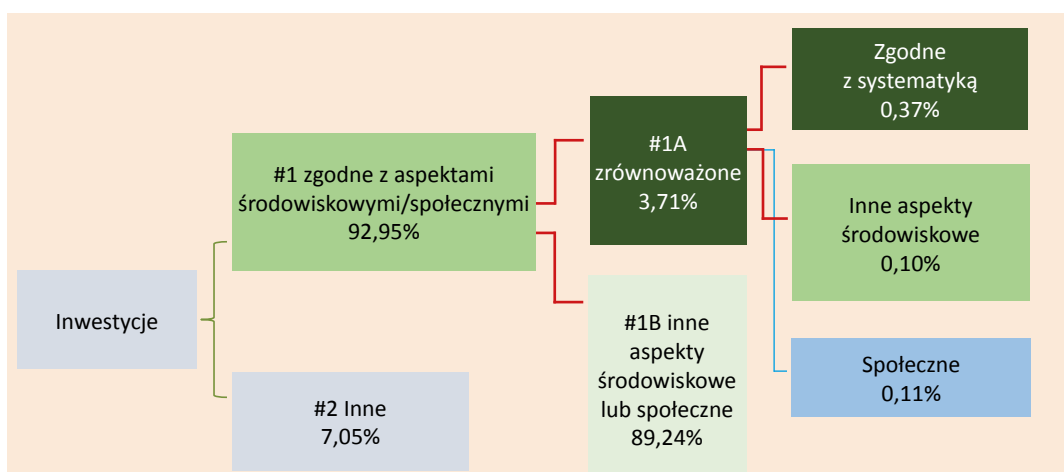 Inwestycje
#1 zgodne z aspektami
środowiskowymi/społecznymi
92,95%
#2 Inne
7,05%
#1A
zrównoważone
3,71%
#1B inne
aspekty
środowiskowe
lub społeczne
89,24%
Zgodne
z systematyką
0,37%
Inne aspekty
środowiskowe
0,10%
Społeczne
0,11%